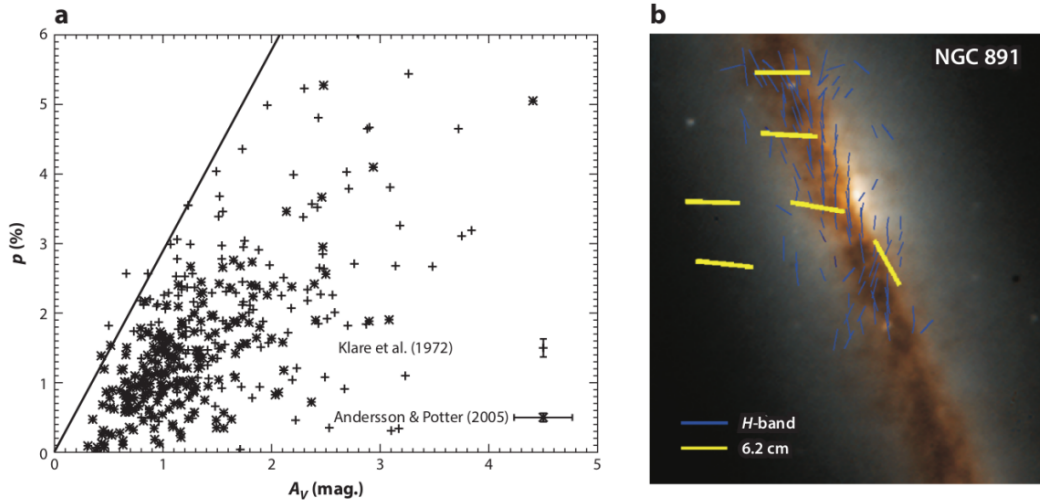 a
b
6
5
4
3
2
1
0
p (%)
0
1
2
3
4
5
A_V (mag.)
Klare et al. (1972)
Andersson & Potter (2005)
NGC 891
H-band
6.2 cm